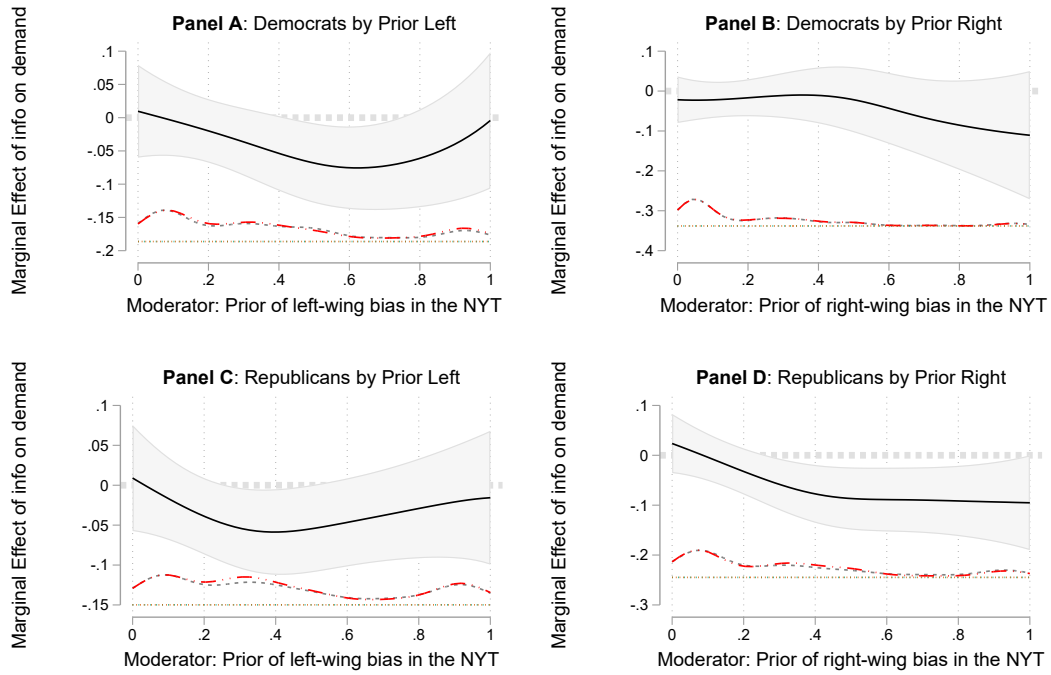 Panel A: Democrats by Prior Left
Marginal Effect of info on demand
.1
.05
0
-.05
-.1
-.15
-.2
0 .2 .4 .6 .8 1
Moderator: Prior of left-wing bias in the NYT
Panel B: Democrats by Prior Right
Marginal Effect of info on demand
.1
0
-.1
-.2
-.3
-.4
0 .2 .4 .6 .8 1
Moderator: Prior of right-wing bias in the NYT
Panel C: Republicans by Prior Left
Marginal Effect of info on demand
.1
.05
0
-.05
-.1
-.15
0 .2 .4 .6 .8 1
Moderator: Prior of left-wing bias in the NYT
Panel D: Republicans by Prior Right
Marginal Effect of info on demand
.1
0
-.1
-.2
-.3
0 .2 .4 .6 .8 1
Moderator: Prior of right-wing bias in the NYT